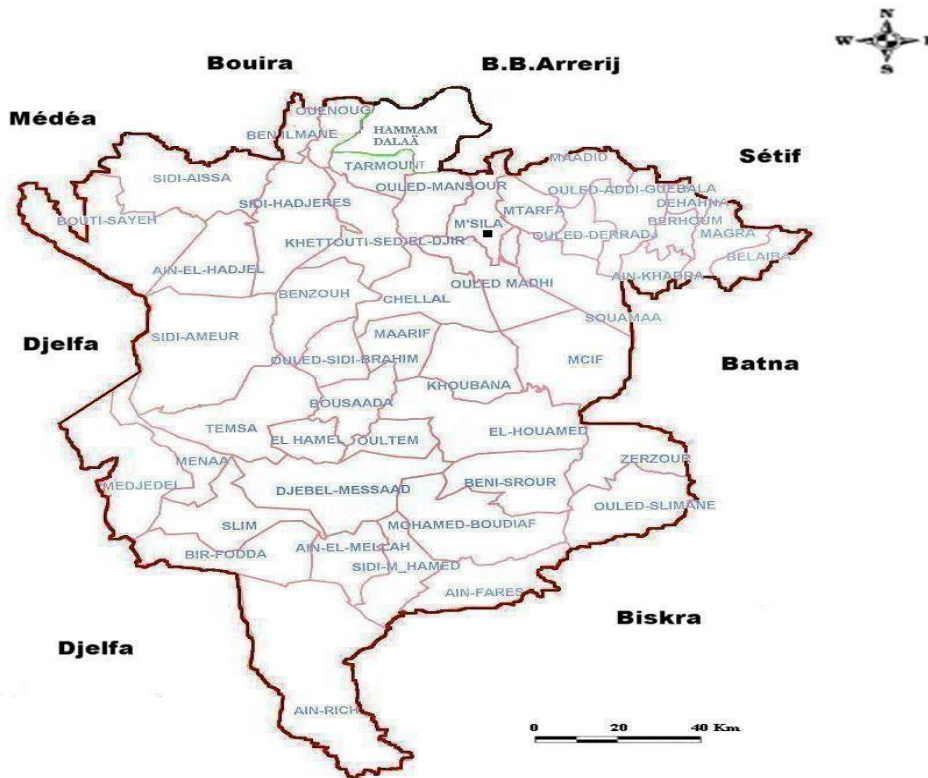 N
W E
S
Bouira
B.B.Arrerij
Médéa
Sétif
OUENOUG
HAMMAM
DALAÄ
BENILMANE
MAADID
TARMOUNT
SIDI-AISSA
OULED-MANSOUR
OULED-ADDI-GUEBALA
SIDI-HADJERES
DEHAHNA
MTARFA
BOUTI-SAYEH
M'SILA
BERHOUM
OULED-DERRADJ
MAGRA
KHETTOUTI-SED-EL-DJIR
BELAIBA
AIN-EL-HADJEL
AIN-KHADRA
OULED MADHI
BENZOUH
CHELLAL
SOUAMAA
Djelfa
SIDI-AMEUR
MAARIF
OULED-SIDI-BRAHIM
MCIF
Batna
KHOUBANA
BOUSAADA
TEMSA
EL HAMEL
OULTEM
EL-HOUAMED
MENAA
ZERZOUR
MEDJEDEL
DJEBEL-MESSAAD
BENI-SROUR
OULED-SLIMANE
SLIM
MOHAMED-BOUDIAF
BIR-FODDA
AIN-EL-MELLAH
SIDI-M_HAMED
AIN-FARES
Biskra
Djelfa
AIN-RICH
0 20 40 Km